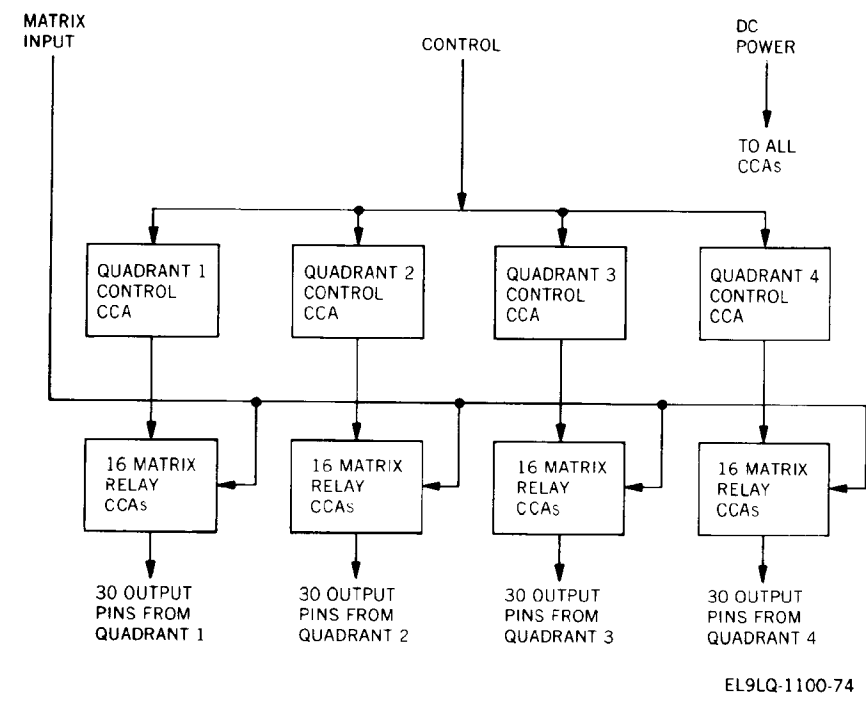 MATRIX
INPUT
CONTROL
DC
POWER
TO ALL
CCAs
QUADRANT 1
CONTROL
CCA
QUADRANT 2
CONTROL
CCA
QUADRANT 3
CONTROL
CCA
QUADRANT 4
CONTROL
CCA
16 MATRIX
RELAY
CCAs
16 MATRIX
RELAY
CCAs
16 MATRIX
RELAY
CCAs
16 MATRIX
RELAY
CCAs
30 OUTPUT
PINS FROM
QUADRANT 1
30 OUTPUT
PINS FROM
QUADRANT 2
30 OUTPUT
PINS FROM
QUADRANT 3
30 OUTPUT
PINS FROM
QUADRANT 4
EL9LQ-1100-74